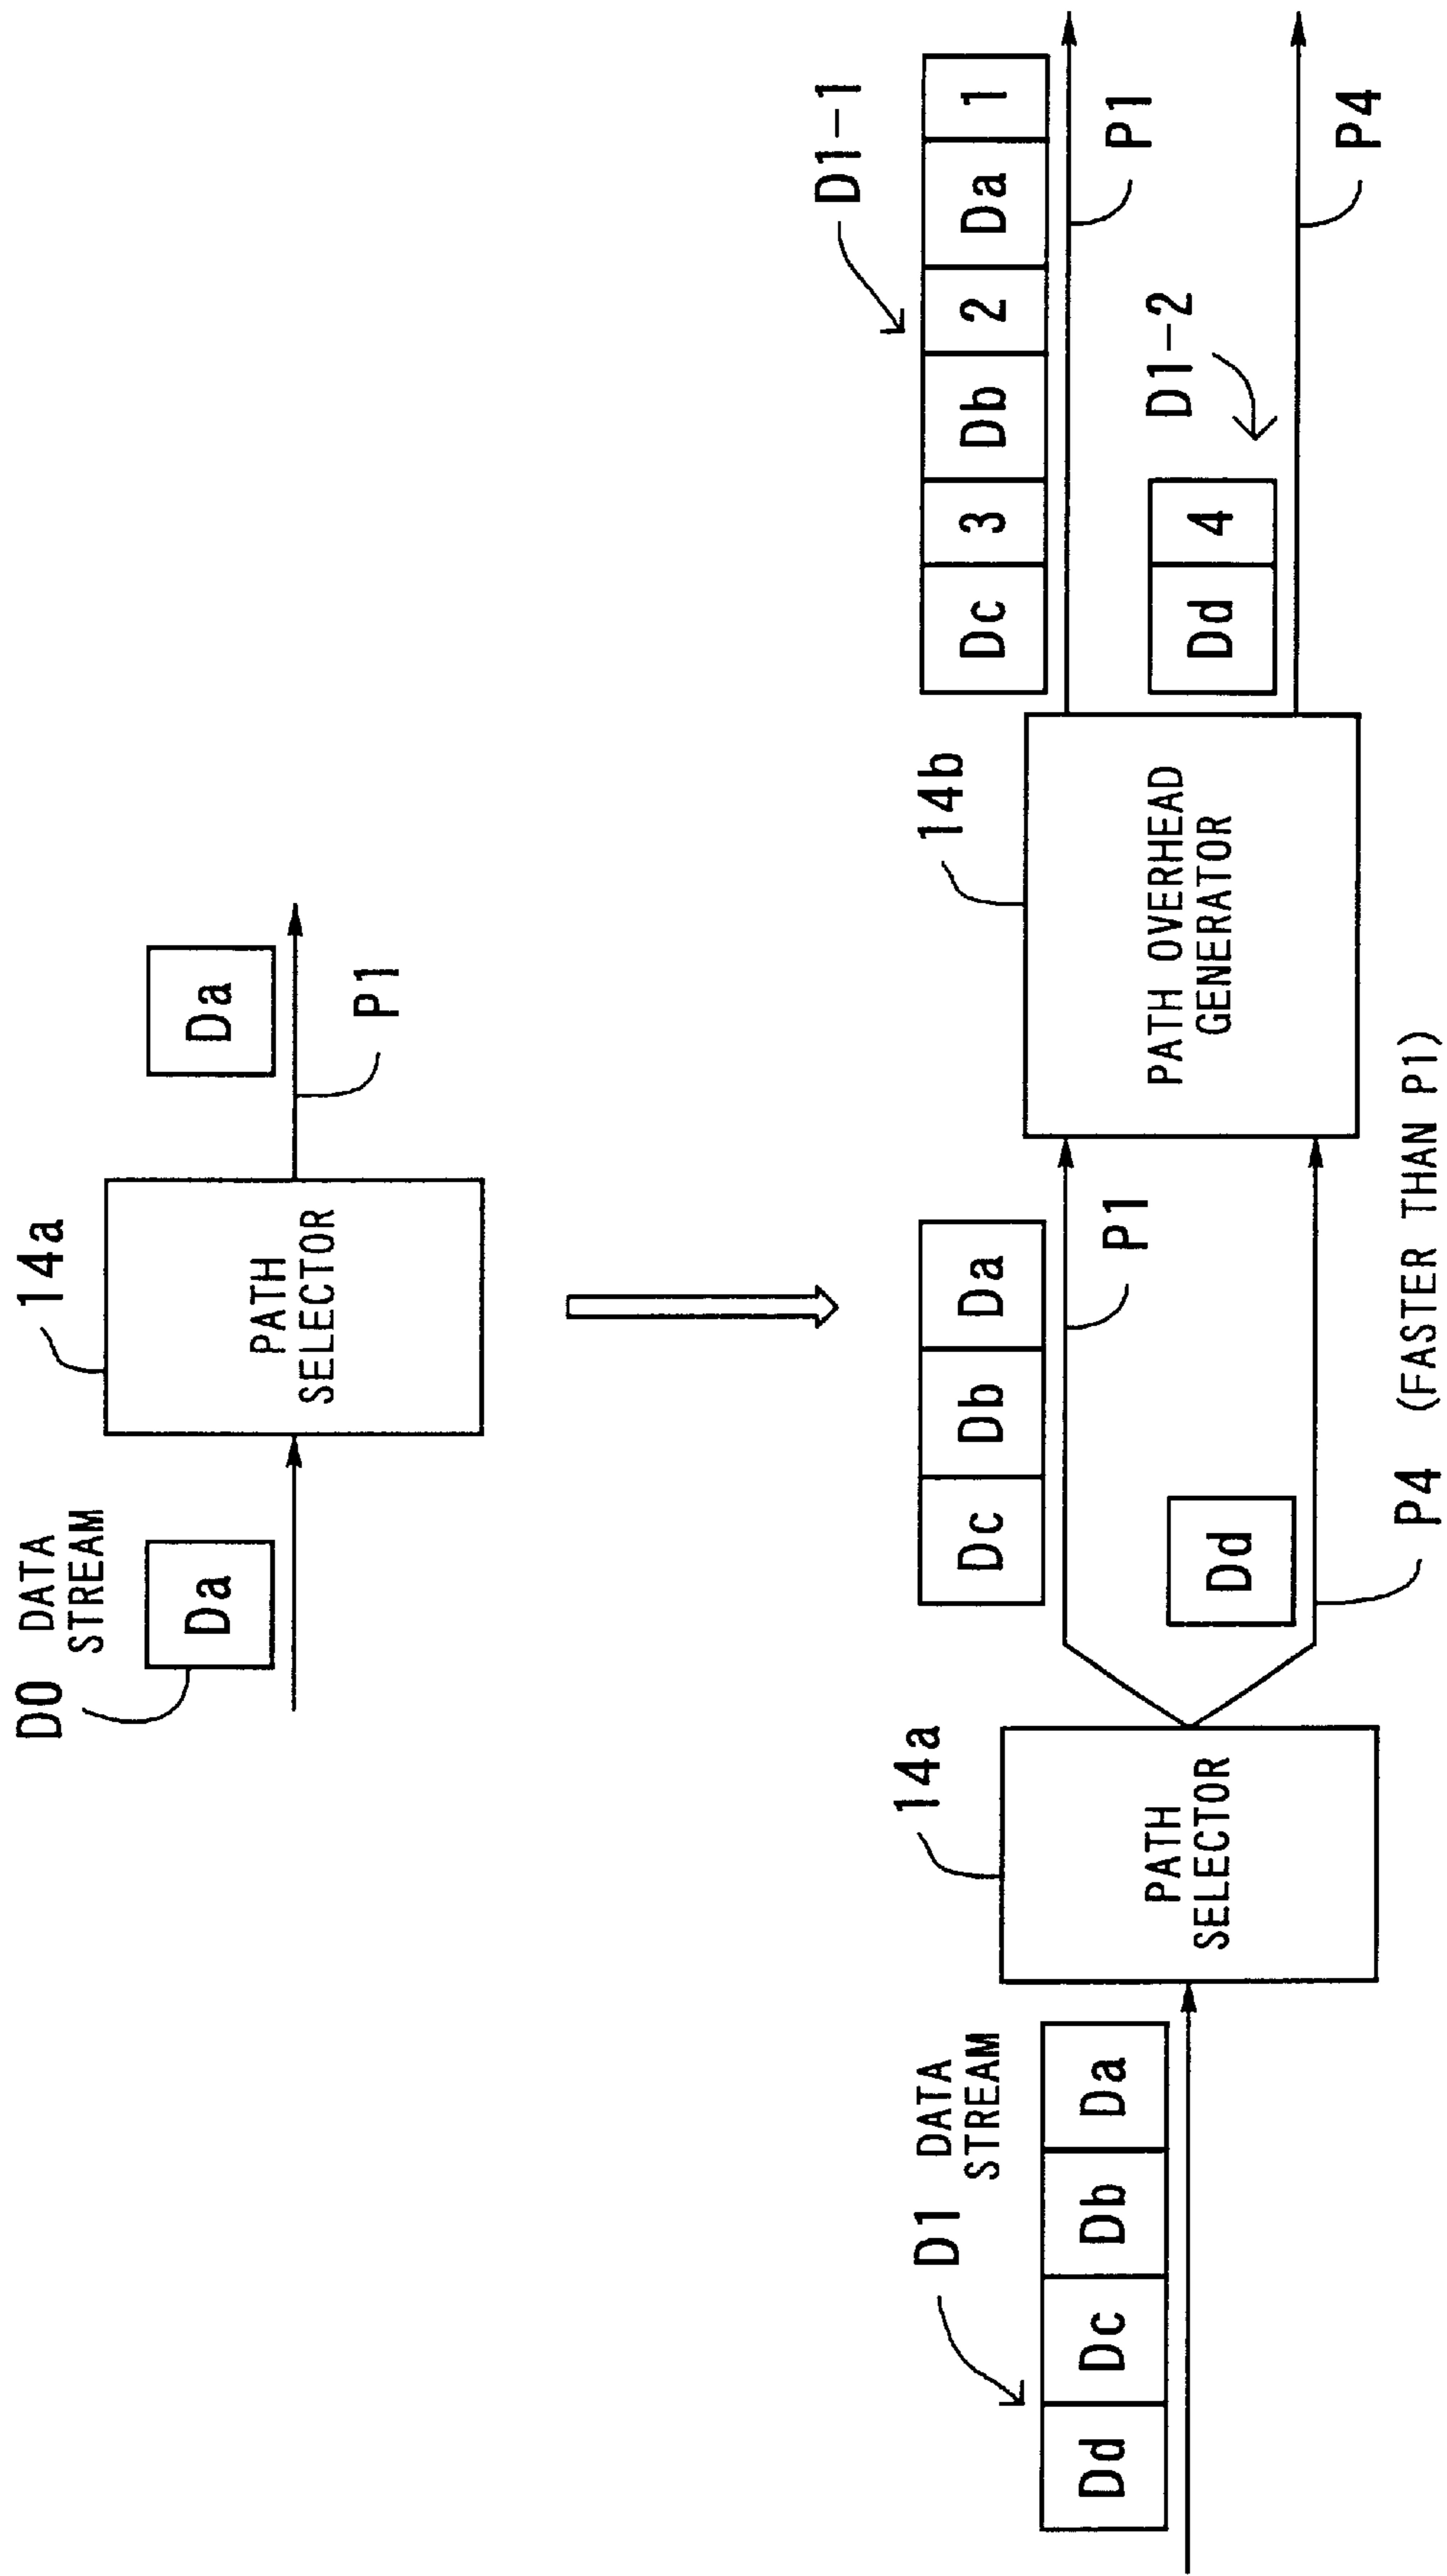 D0 DATA
STREAM
Da
14a
PATH
SELECTOR
Da
P1
D1 DATA
STREAM
Dd Dc Db Da
14a
PATH
SELECTOR
Dc Db Da
P1
Dd
P4 (FASTER THAN P1)
14b
PATH OVERHEAD
GENERATOR
D1-1
Dc 3 Db 2 Da 1
P1
D1-2
Dd 4
P4